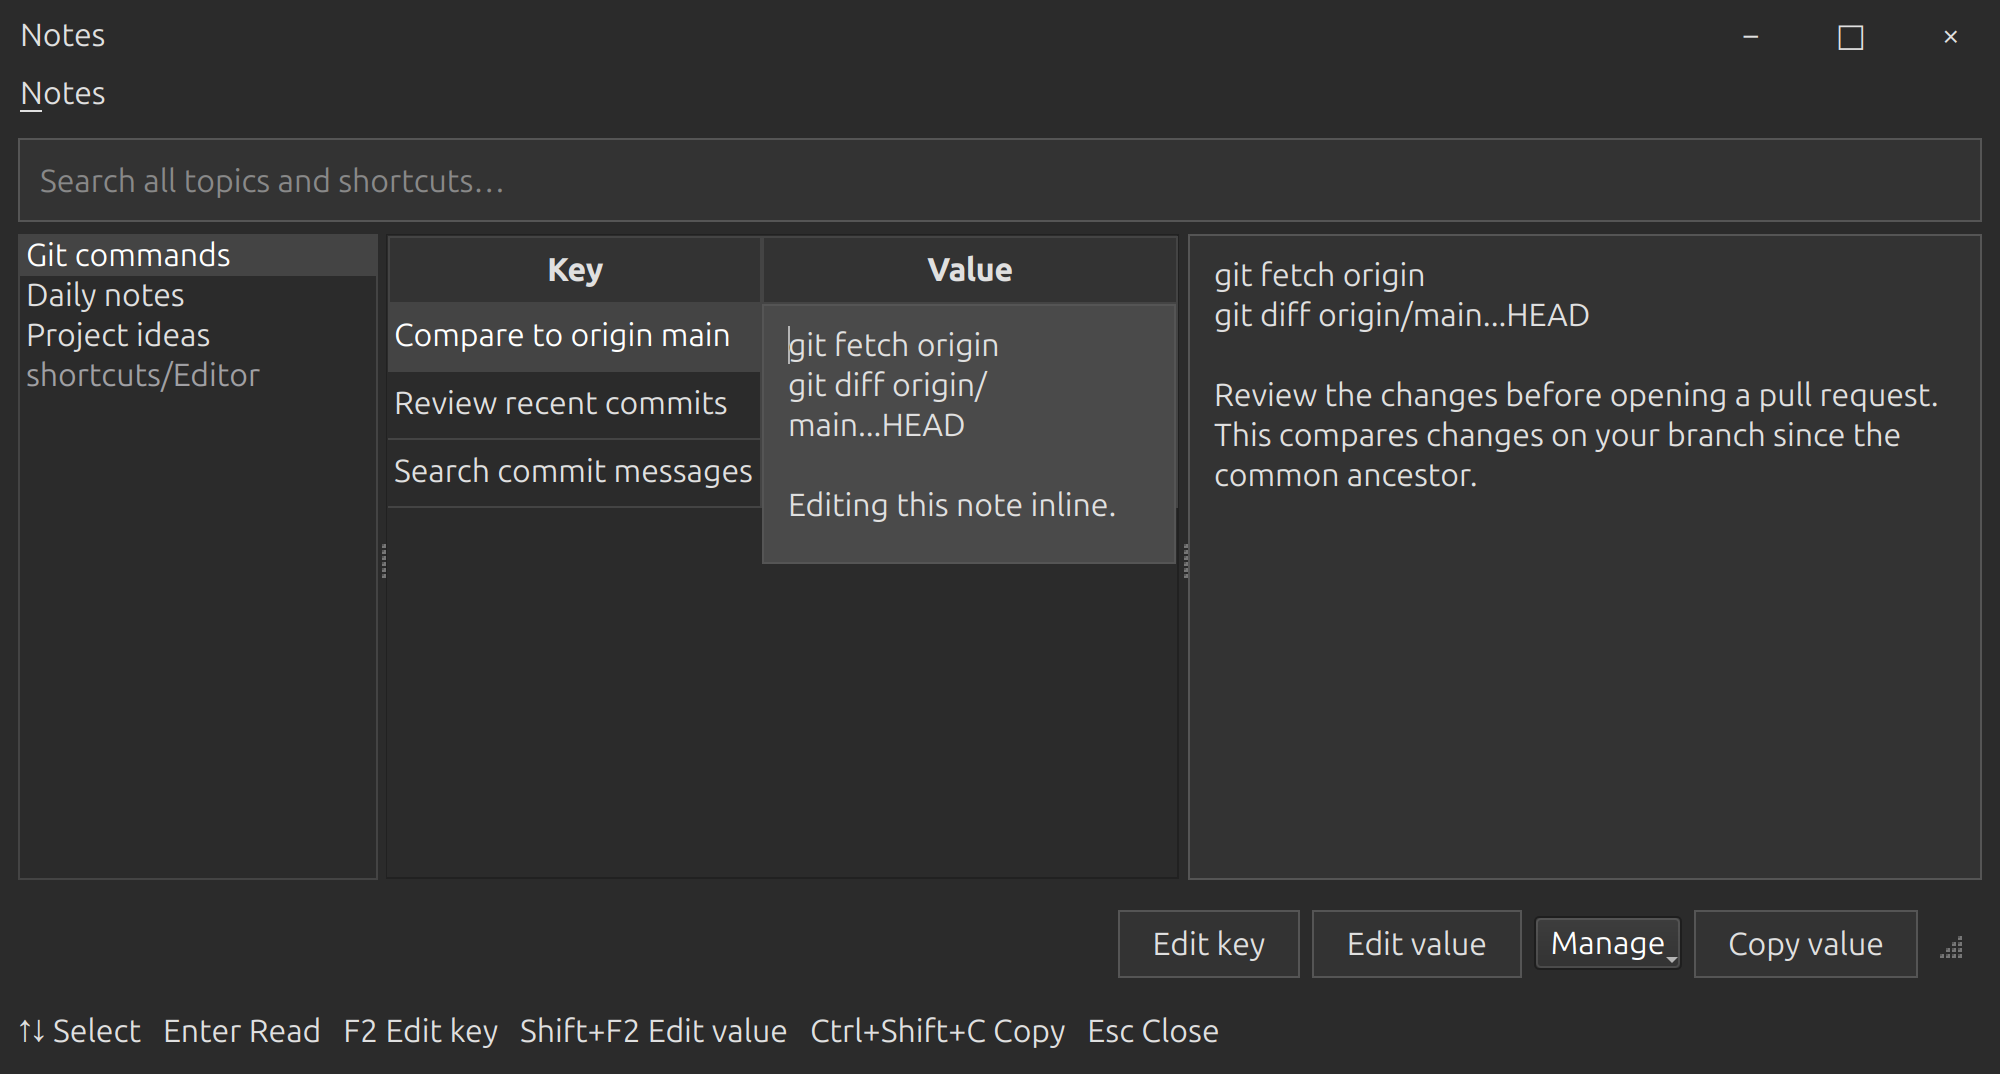 Notes
Notes
Search all topics and shortcuts…
Git commands
Daily notes
Project ideas
shortcuts/Editor
Key
Value
Compare to origin main
Review recent commits
Search commit messages
git fetch origin
git diff origin/
main...HEAD
Editing this note inline.
git fetch origin
git diff origin/main...HEAD
Review the changes before opening a pull request.
This compares changes on your branch since the
common ancestor.
Edit key
Edit value
Manage
Copy value
↑↓ Select Enter Read F2 Edit key Shift+F2 Edit value Ctrl+Shift+C Copy Esc Close